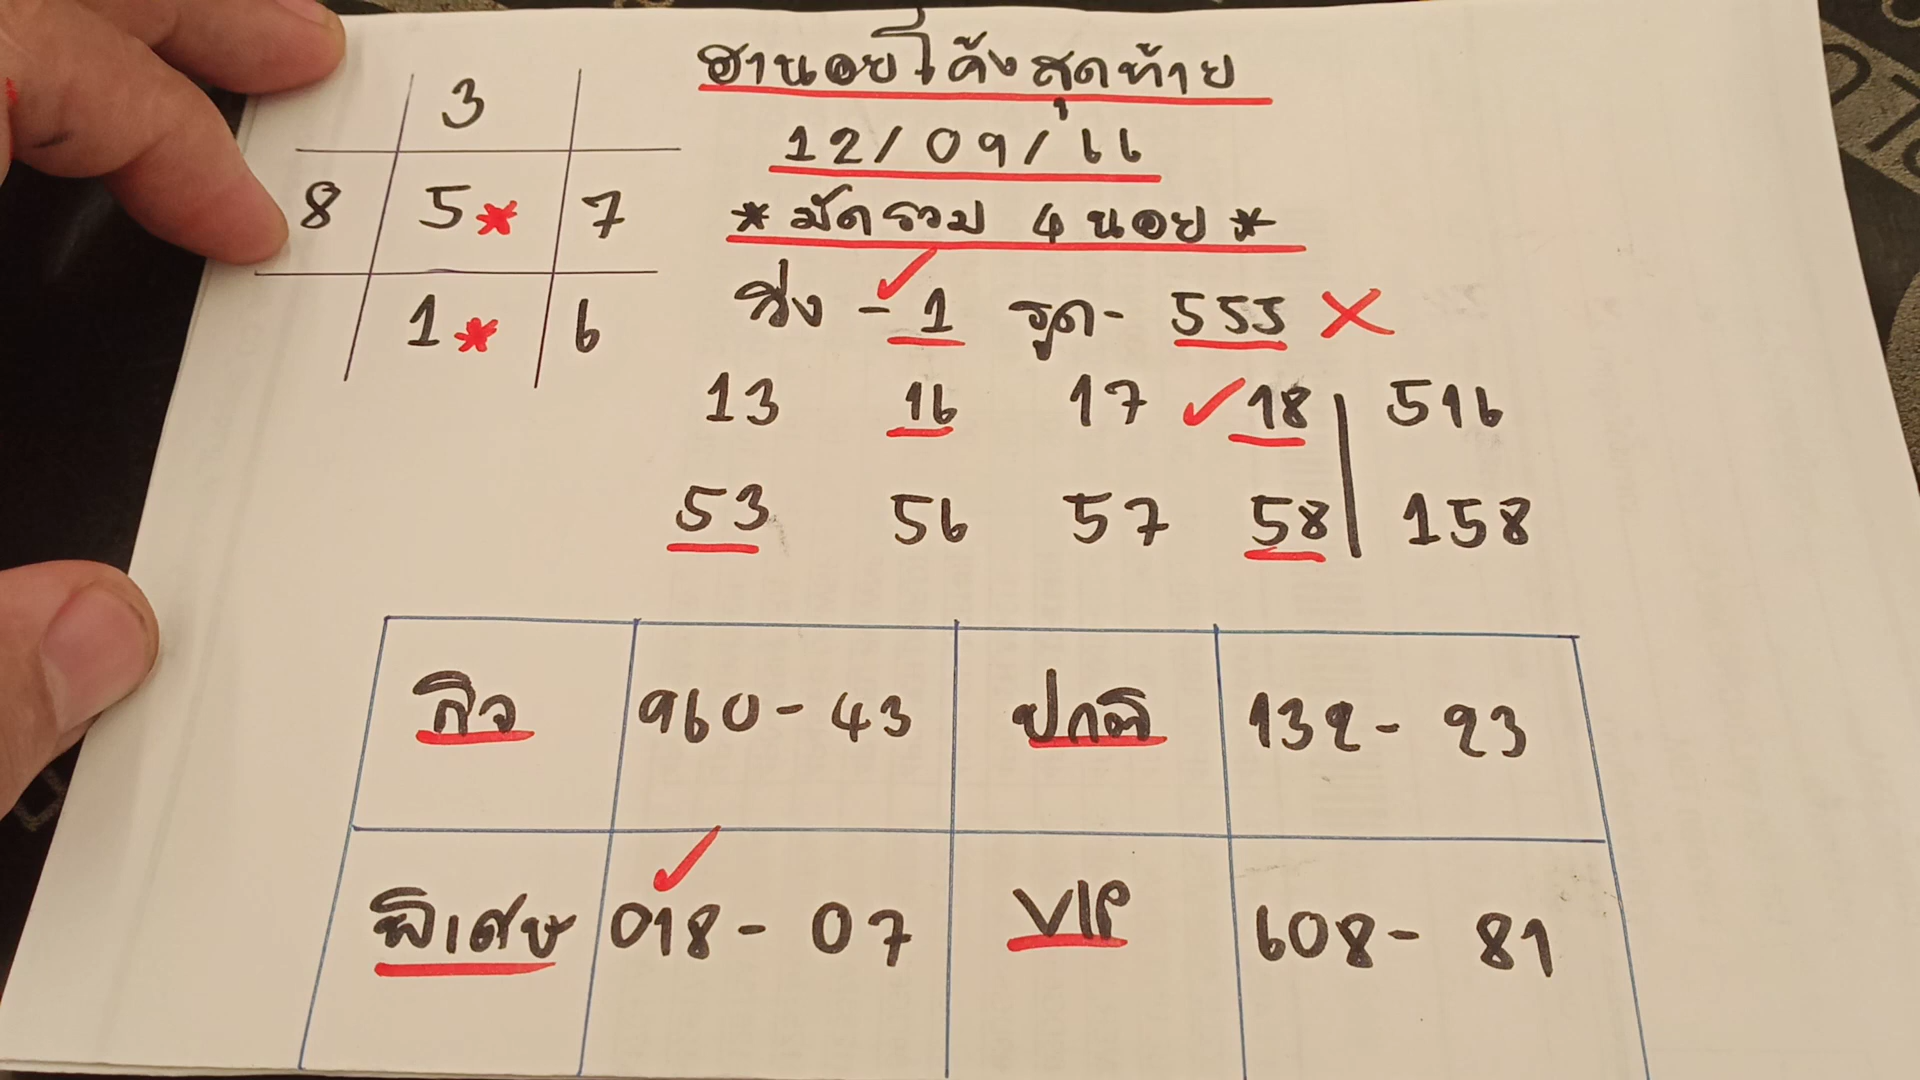 ฮานอยโค้งสุดท้าย
12/09/66
*มัดรวม 4 นอย*
3
8 5* 7
1* 6
วิ่ง - 1 รูด - 555
13 16 17 18 516
53 56 57 58 158
960 - 43 ปกติ 132 - 23
พิเศษ 018 - 07 VIP 608 - 81